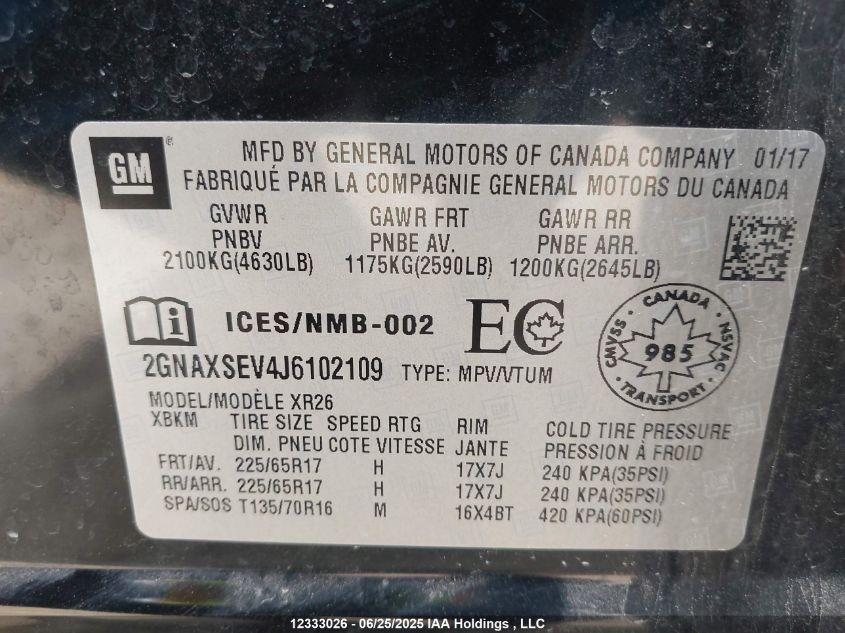 GM ® MFD BY GENERAL MOTORS OF CANADA COMPANY 01/17
FABRIQUÉ PAR LA COMPAGNIE GENERAL MOTORS DU CANADA
GVWR GAWR FRT GAWR RR
PNBV PNBE AV. PNBE ARR.
2100KG(4630LB) 1175KG(2590LB) 1200KG(2645LB)
i ICES/NMB-002 EC
CANADA
CMVSS 985 NSVAC
TRANSPORT
2GNAXSEV4J6102109 TYPE: MPV/VTUM
MODEL/MODÈLE XR26
XBKM TIRE SIZE SPEED RTG RIM COLD TIRE PRESSURE
DIM. PNEU COTE VITESSE JANTE PRESSION À FROID
FRT/AV. 225/65R17 H 17X7J 240 KPA(35PSI)
RR/ARR. 225/65R17 H 17X7J 240 KPA(35PSI)
SPA/SOS T135/70R16 M 16X4BT 420 KPA(60PSI)
12333026 - 06/25/2025 IAA Holdings , LLC